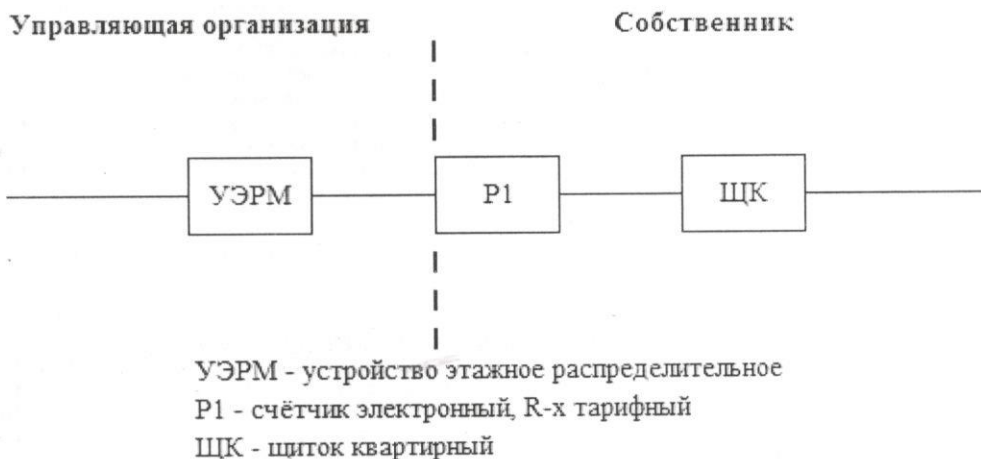 Управляющая организация
Собственник
УЭРМ
Р1
ЩК
УЭРМ - устройство этажное распределительное
Р1 - счётчик электронный, R-х тарифный
ЩК - щиток квартирный